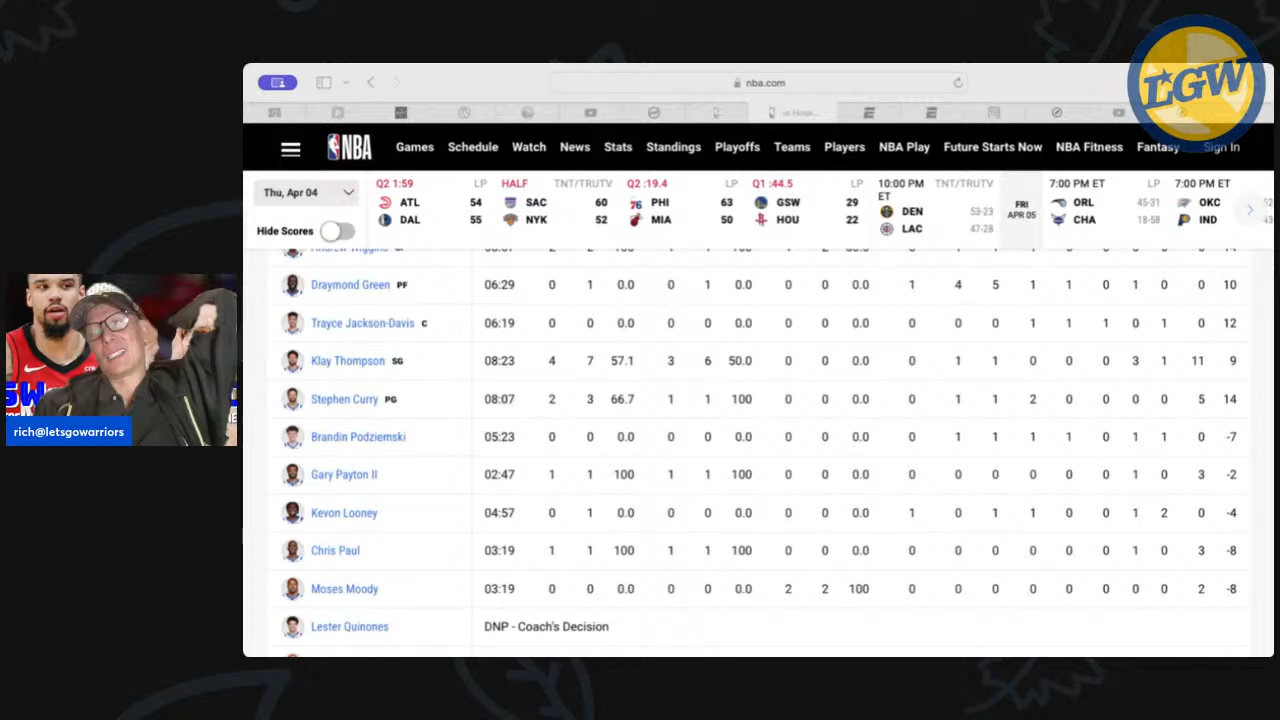 LGW
nba.com
NBA Games Schedule Watch News Stats Standings Playoffs Teams Players NBA Play Future Starts Now NBA Fitness Fantasy Sign In
Thu, Apr 04
Hide Scores
Q2 1:59 LP
ATL 54
DAL 55
HALF TNT/TRUTV
SAC 60
NYK 52
Q2 :19.4 LP
PHI 63
MIA 50
Q1 :44.5 LP
GSW 29
HOU 22
10:00 PM ET TNT/TRUTV
DEN 53-23
LAC 47-28
FRI
APR 05
7:00 PM ET LP
ORL 45-31
CHA 18-58
7:00 PM ET
OKC
IND
Andrew Wiggins
Draymond Green PF 06:29 0 1 0.0 0 1 0.0 0 0 0.0 1 4 5 1 1 0 1 0 0 10
Trayce Jackson-Davis C 06:19 0 0 0.0 0 0 0.0 0 0 0.0 0 0 0 1 1 1 0 1 0 12
Klay Thompson SG 08:23 4 7 57.1 3 6 50.0 0 0 0.0 0 1 1 0 0 0 3 1 11 9
Stephen Curry PG 08:07 2 3 66.7 1 1 100 0 0 0.0 0 1 1 2 0 0 0 0 5 14
Brandin Podziemski 05:23 0 0 0.0 0 0 0.0 0 0 0.0 0 1 1 1 1 0 1 1 0 -7
Gary Payton II 02:47 1 1 100 1 1 100 0 0 0.0 0 0 0 0 0 0 1 0 3 -2
Kevon Looney 04:57 0 1 0.0 0 0 0.0 0 0 0.0 1 0 1 1 0 0 1 2 0 -4
Chris Paul 03:19 1 1 100 1 1 100 0 0 0.0 0 0 0 0 0 0 1 0 3 -8
Moses Moody 03:19 0 0 0.0 0 0 0.0 2 2 100 0 0 0 0 0 0 0 0 2 -8
Lester Quinones DNP - Coach's Decision
rich@letsgowarriors